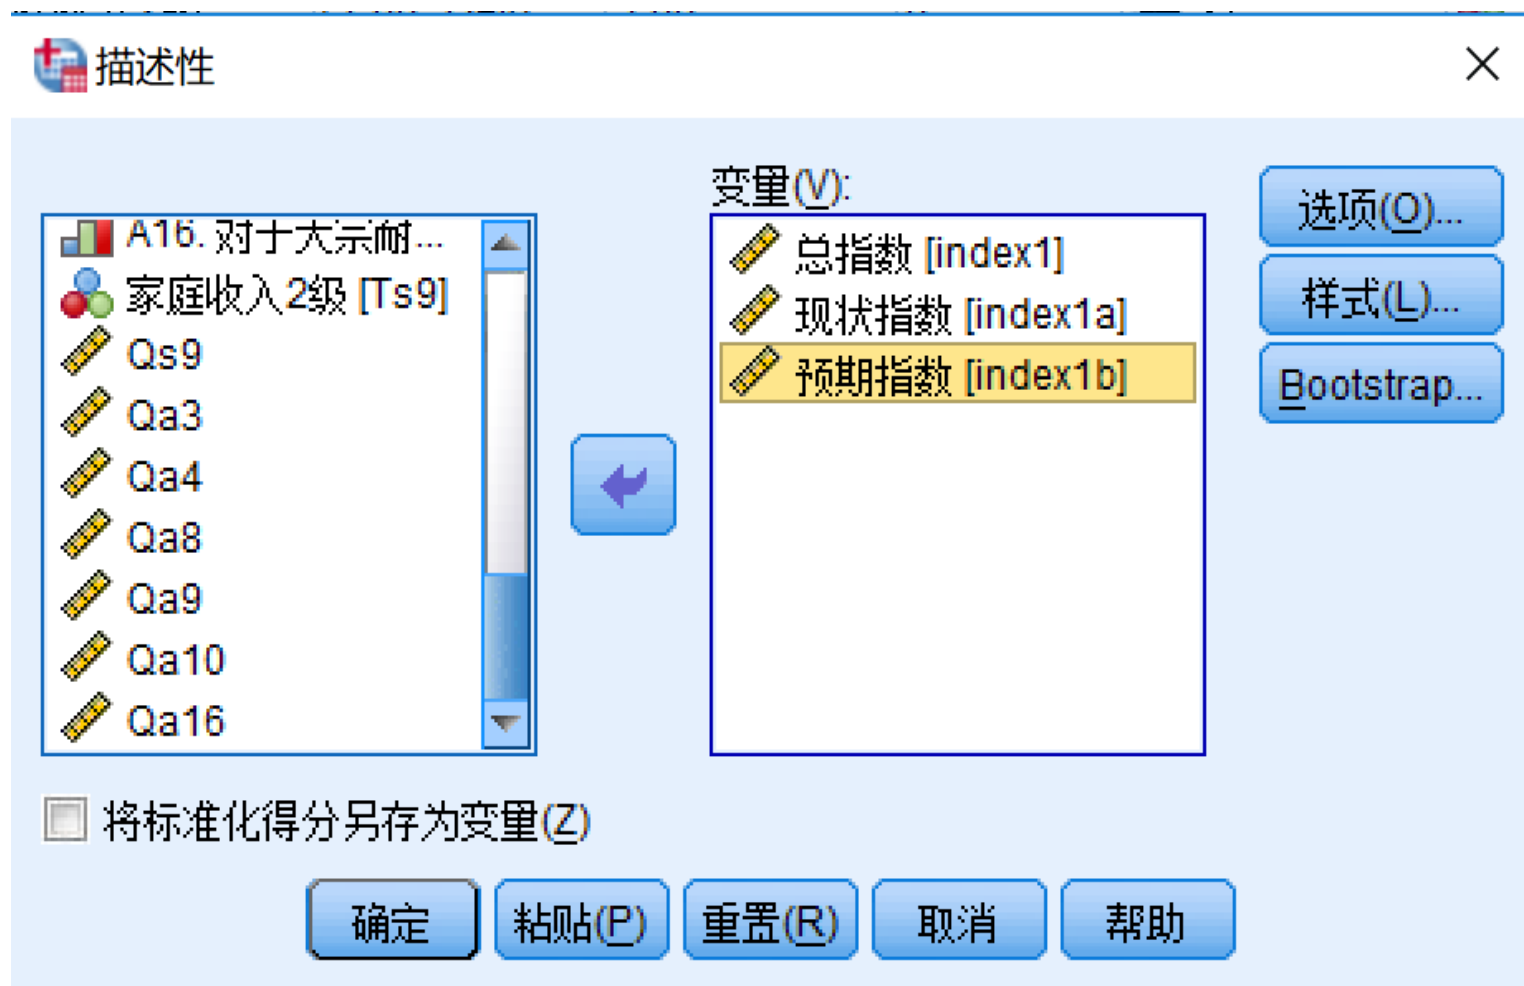 描述性
变量(V):
A16. 对于大宗耐...
家庭收入2级 [Ts9]
Qs9
Qa3
Qa4
Qa8
Qa9
Qa10
Qa16
总指数 [index1]
现状指数 [index1a]
预期指数 [index1b]
选项(O)...
样式(L)...
Bootstrap...
将标准化得分另存为变量(Z)
确定 粘贴(P) 重置(R) 取消 帮助